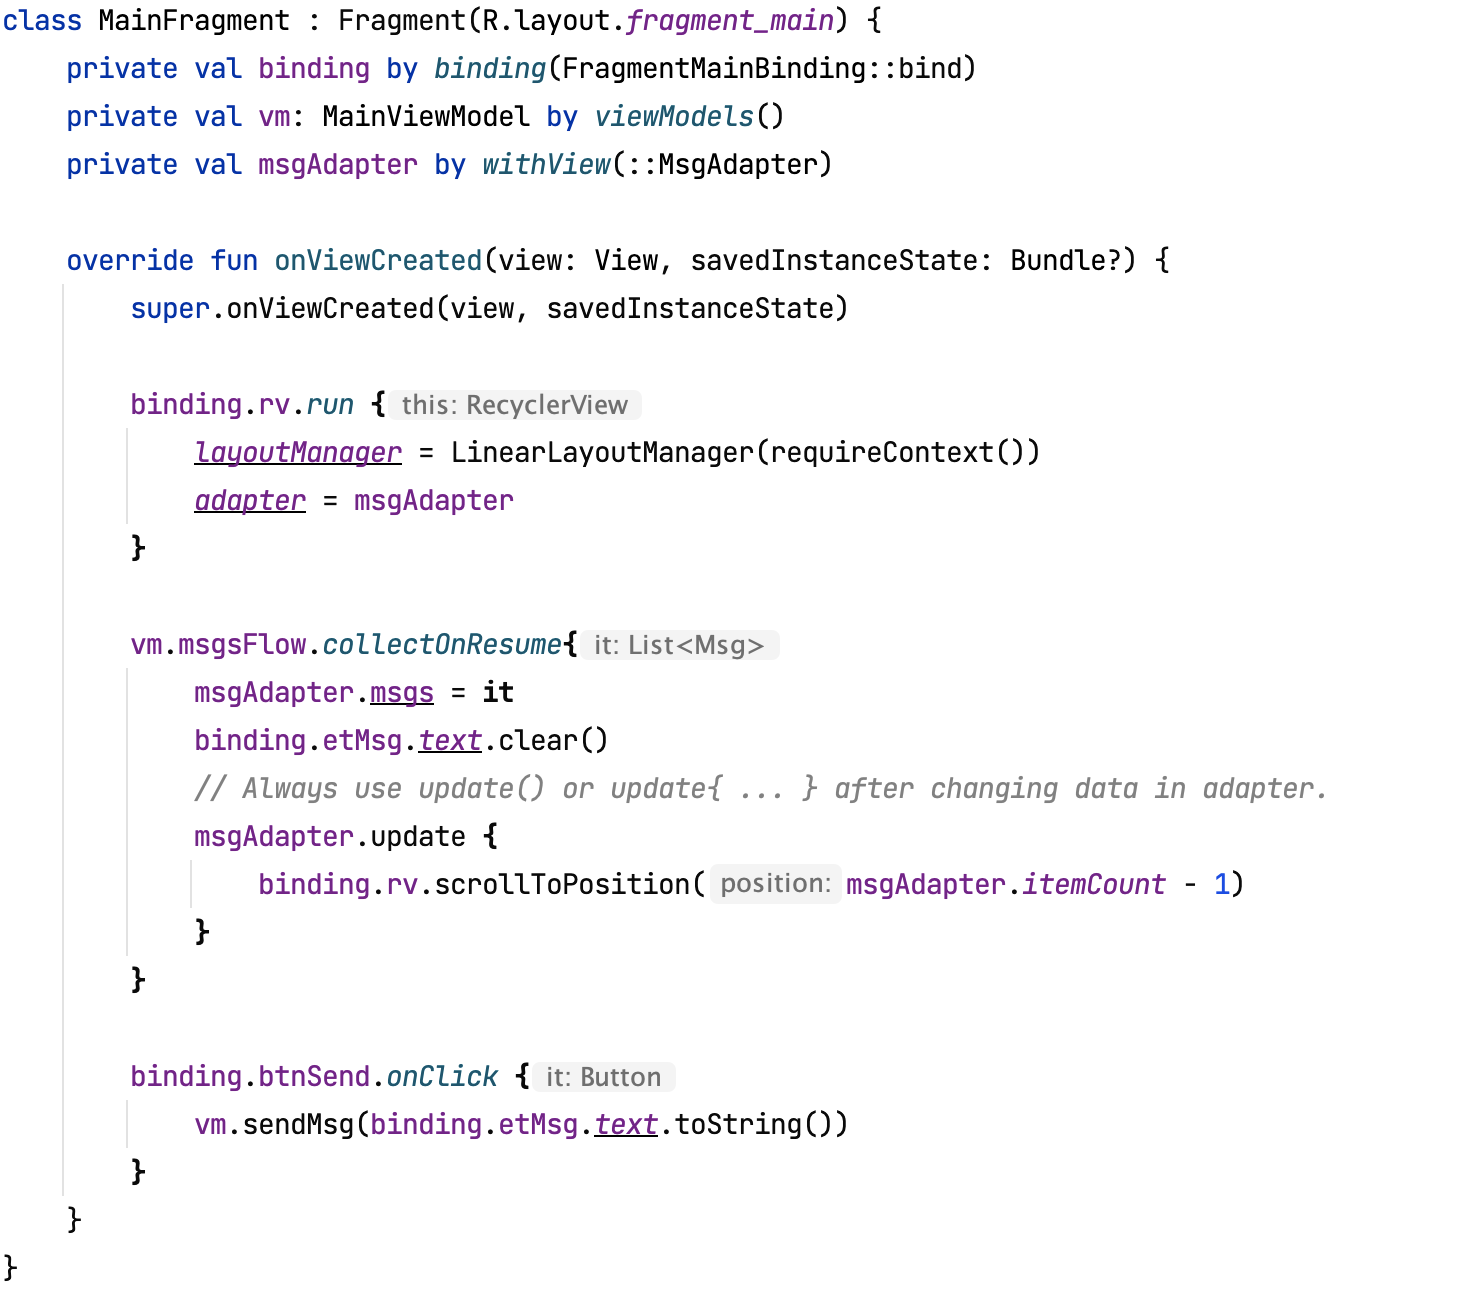 class MainFragment : Fragment(R.layout.fragment_main) {
    private val binding by binding(FragmentMainBinding::bind)
    private val vm: MainViewModel by viewModels()
    private val msgAdapter by withView(::MsgAdapter)

    override fun onViewCreated(view: View, savedInstanceState: Bundle?) {
        super.onViewCreated(view, savedInstanceState)

        binding.rv.run { this: RecyclerView
            layoutManager = LinearLayoutManager(requireContext())
            adapter = msgAdapter
        }

        vm.msgsFlow.collectOnResume{ it: List<Msg>
            msgAdapter.msgs = it
            binding.etMsg.text.clear()
            // Always use update() or update{ ... } after changing data in adapter.
            msgAdapter.update {
                binding.rv.scrollToPosition( position: msgAdapter.itemCount - 1)
            }
        }

        binding.btnSend.onClick { it: Button
            vm.sendMsg(binding.etMsg.text.toString())
        }
    }
}